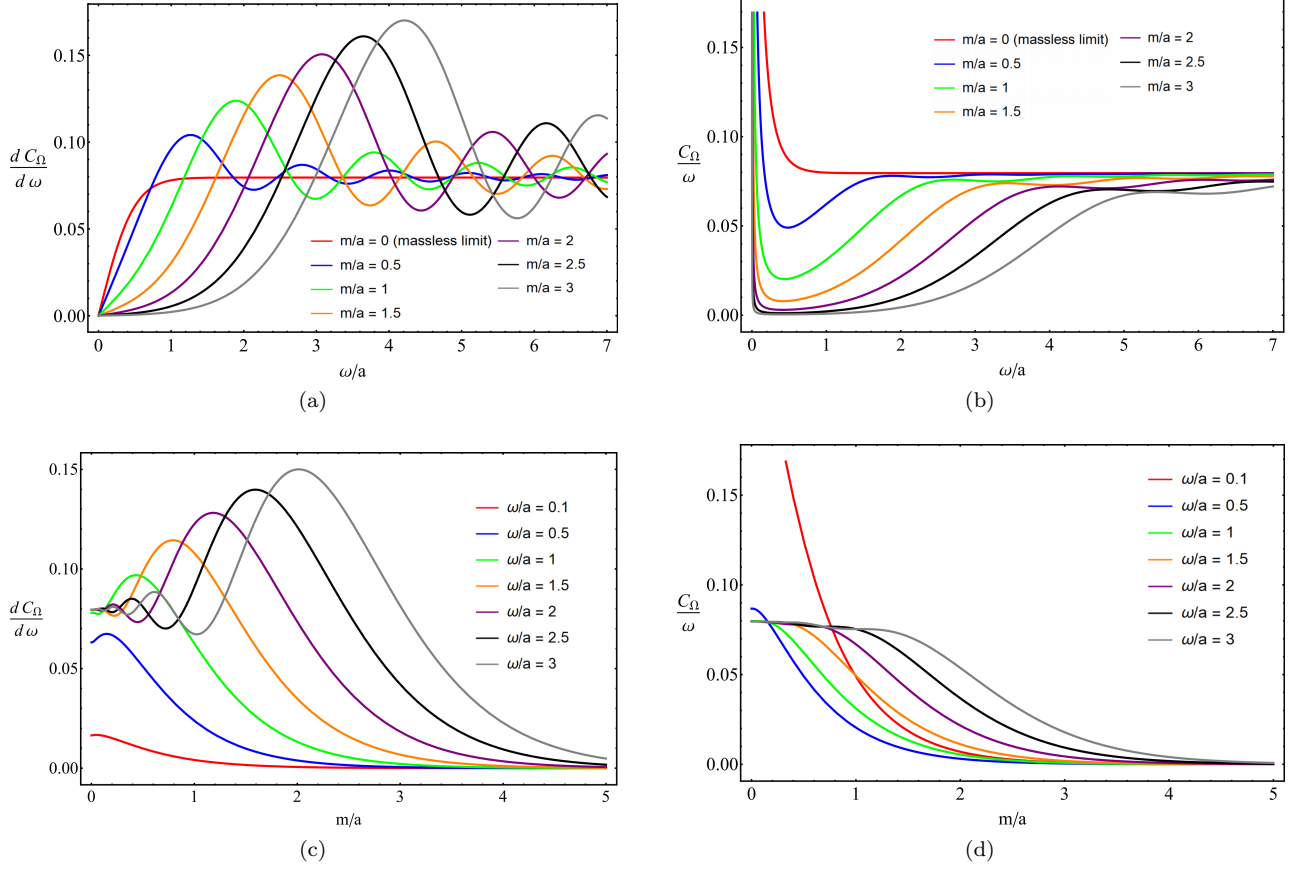 0.15
0.10
0.05
0.00
d C_Ω
d ω
m/a = 0 (massless limit)
m/a = 0.5
m/a = 1
m/a = 1.5
m/a = 2
m/a = 2.5
m/a = 3
0 1 2 3 4 5 6 7
ω/a
(a)
0.15
0.10
0.05
0.00
C_Ω
ω
m/a = 0 (massless limit)
m/a = 0.5
m/a = 1
m/a = 1.5
m/a = 2
m/a = 2.5
m/a = 3
0 1 2 3 4 5 6 7
ω/a
(b)
0.15
0.10
0.05
0.00
d C_Ω
d ω
ω/a = 0.1
ω/a = 0.5
ω/a = 1
ω/a = 1.5
ω/a = 2
ω/a = 2.5
ω/a = 3
0 1 2 3 4 5
m/a
(c)
0.15
0.10
0.05
0.00
C_Ω
ω
ω/a = 0.1
ω/a = 0.5
ω/a = 1
ω/a = 1.5
ω/a = 2
ω/a = 2.5
ω/a = 3
0 1 2 3 4 5
m/a
(d)